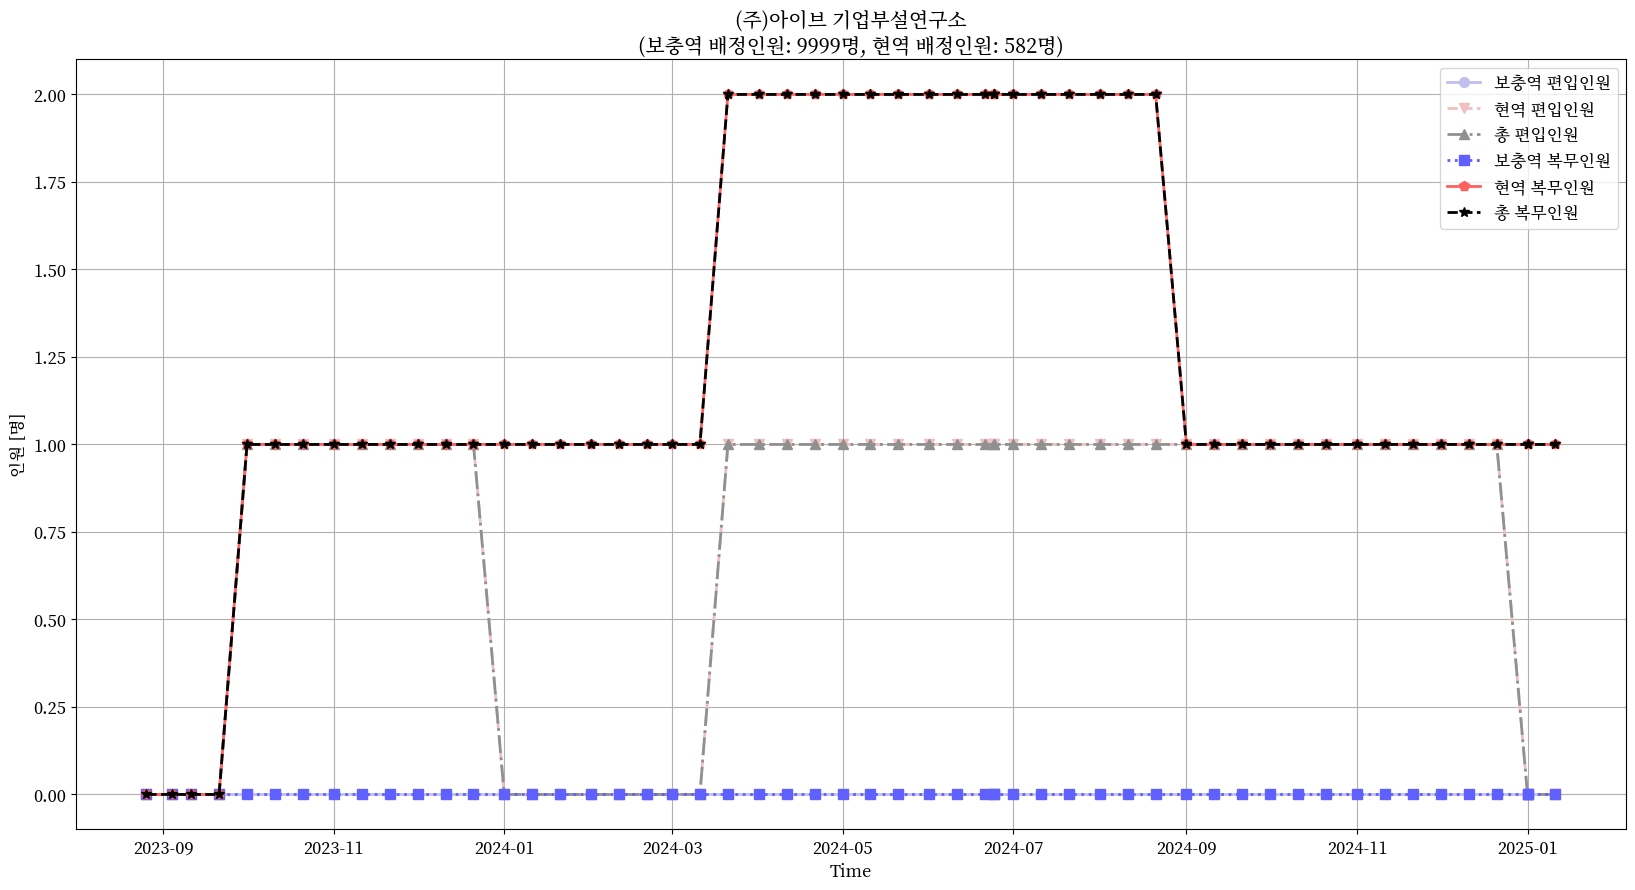 (주)아이브 기업부설연구소
(보충역 배정인원: 9999명, 현역 배정인원: 582명)
보충역 편입인원
현역 편입인원
총 편입인원
보충역 복무인원
현역 복무인원
총 복무인원
인원 [명]
2.00
1.75
1.50
1.25
1.00
0.75
0.50
0.25
0.00
2023-09
2023-11
2024-01
2024-03
2024-05
2024-07
2024-09
2024-11
2025-01
Time